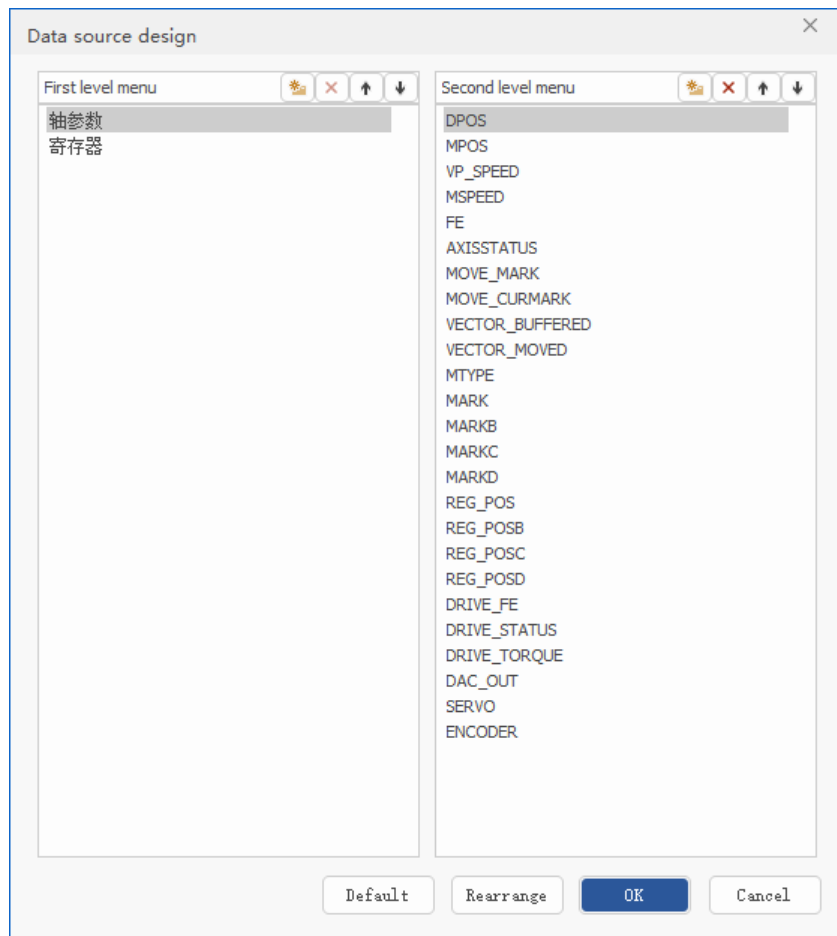 Data source design
First level menu
轴参数
寄存器
Second level menu
DPOS
MPOS
VP_SPEED
MSPEED
FE
AXISSTATUS
MOVE_MARK
MOVE_CURMARK
VECTOR_BUFFERED
VECTOR_MOVED
MTYPE
MARK
MARKB
MARKC
MARKD
REG_POS
REG_POSB
REG_POSC
REG_POSD
DRIVE_FE
DRIVE_STATUS
DRIVE_TORQUE
DAC_OUT
SERVO
ENCODER
Default
Rearrange
OK
Cancel